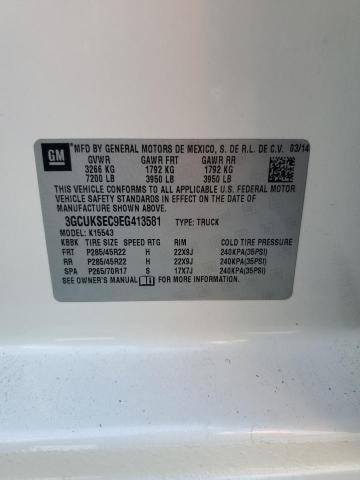 GM
MFD BY GENERAL MOTORS DE MEXICO, S. DE R.L. DE C.V. 03/14
GVWR GAWR FRT GAWR RR
3266 KG 1792 KG 1792 KG
7200 LB 3950 LB 3950 LB
THIS VEHICLE CONFORMS TO ALL APPLICABLE U.S. FEDERAL MOTOR
VEHICLE SAFETY STANDARDS IN EFFECT ON THE DATE OF
MANUFACTURE SHOWN ABOVE.
3GCUKSEC9EG413581 TYPE: TRUCK
MODEL: K15543
KBBK TIRE SIZE SPEED RTG RIM COLD TIRE PRESSURE
FRT P285/45R22 H 22X9J 240KPA(35PSI)
RR P285/45R22 H 22X9J 240KPA(35PSI)
SPA P265/70R17 S 17X7J 240KPA(35PSI)
SEE OWNER'S MANUAL FOR MORE INFORMATION.